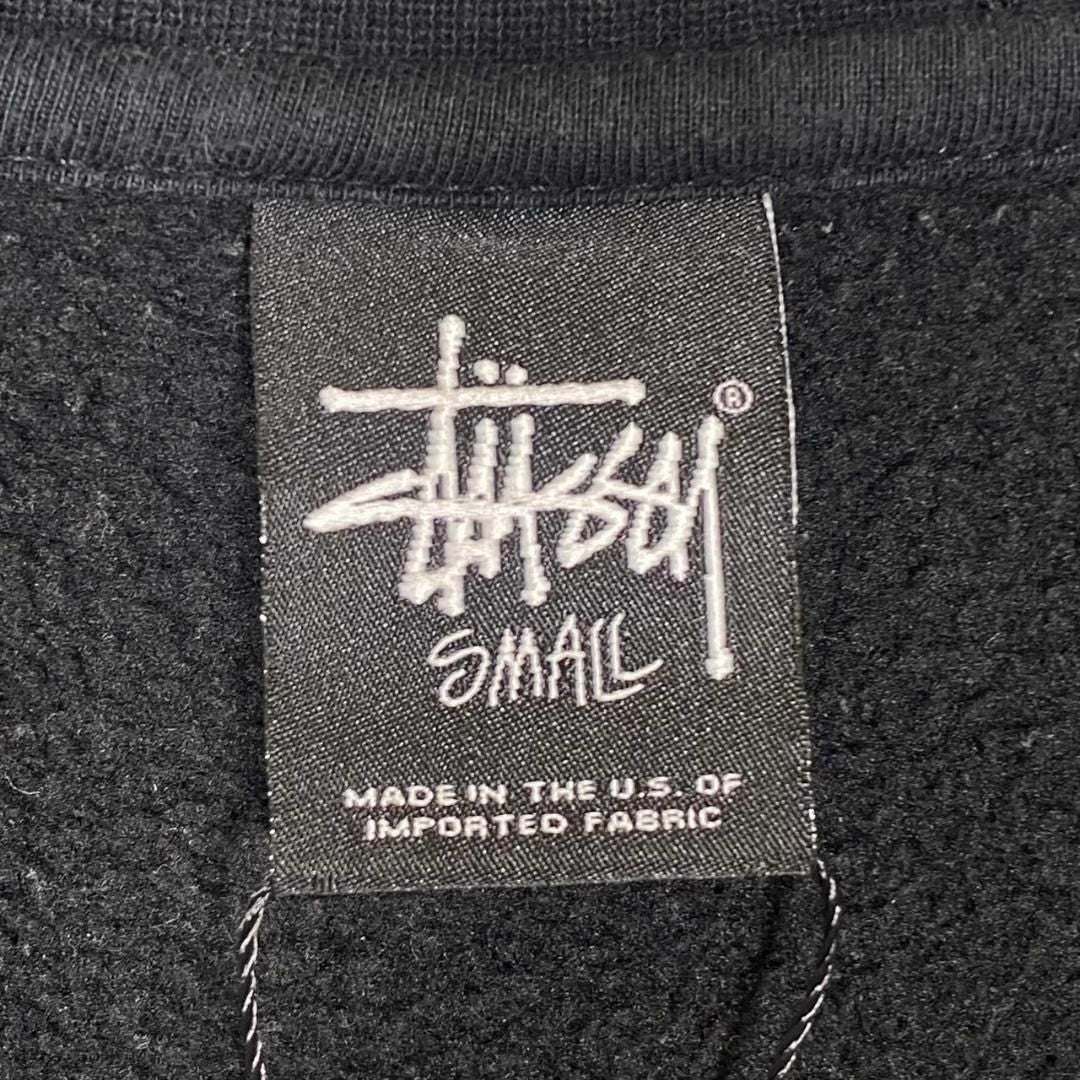 Stüssy®
SMALL
MADE IN THE U.S. OF
IMPORTED FABRIC